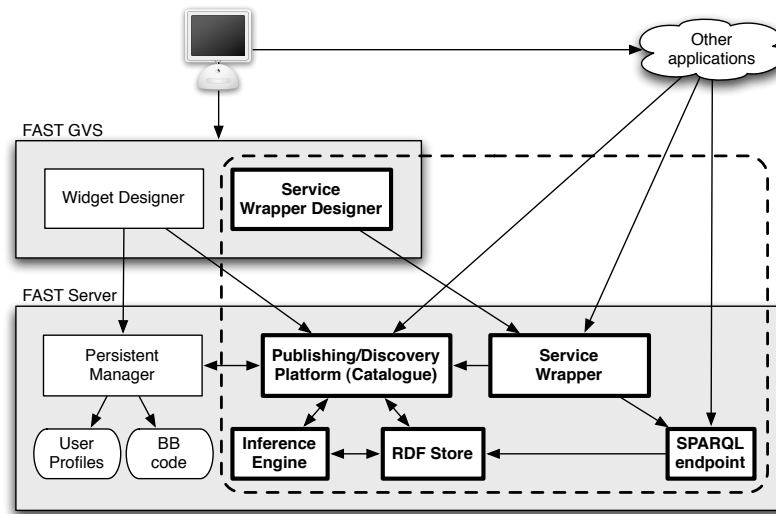 Other
applications
FAST GVS
Widget Designer
Service
Wrapper Designer
FAST Server
Persistent
Manager
Publishing/Discovery
Platform (Catalogue)
Service
Wrapper
User
Profiles
BB
code
Inference
Engine
RDF Store
SPARQL
endpoint